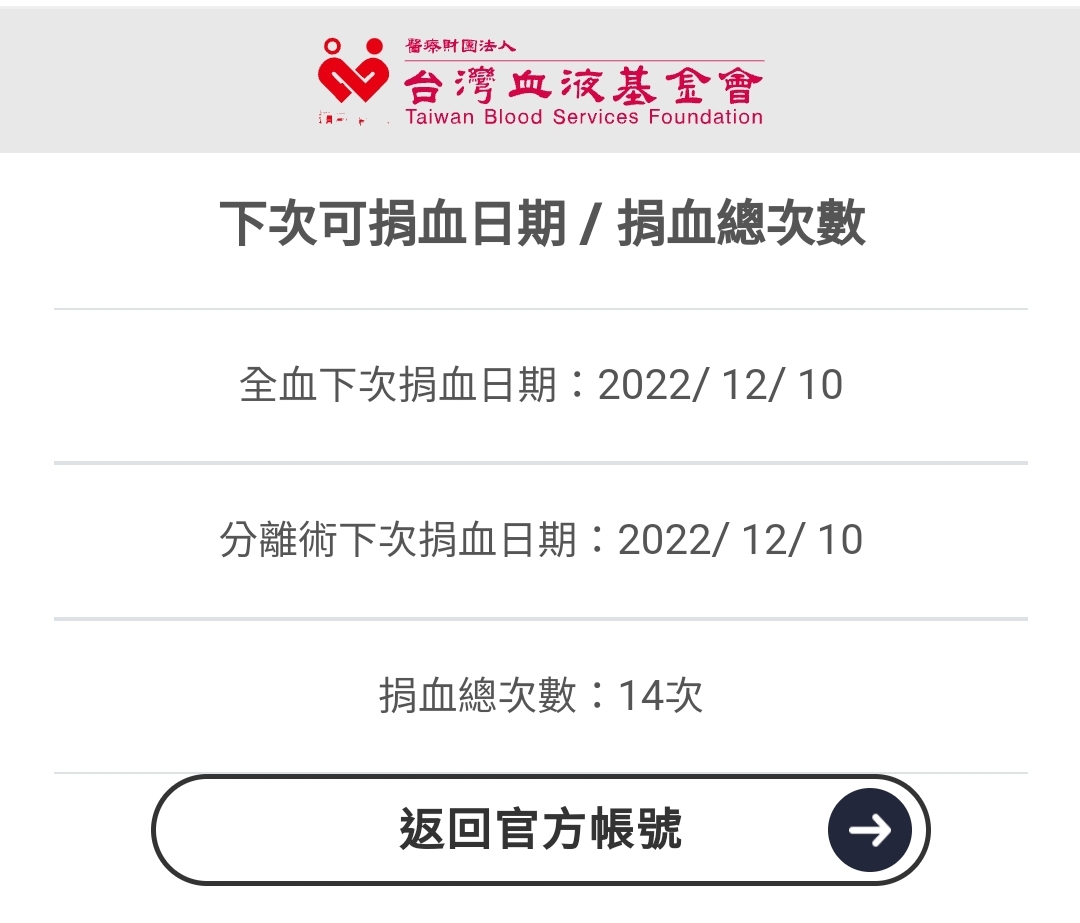 醫療財團法人
台灣血液基金會
Taiwan Blood Services Foundation
下次可捐血日期 / 捐血總次數
全血下次捐血日期：2022/ 12/ 10
分離術下次捐血日期：2022/ 12/ 10
捐血總次數：14次
返回官方帳號